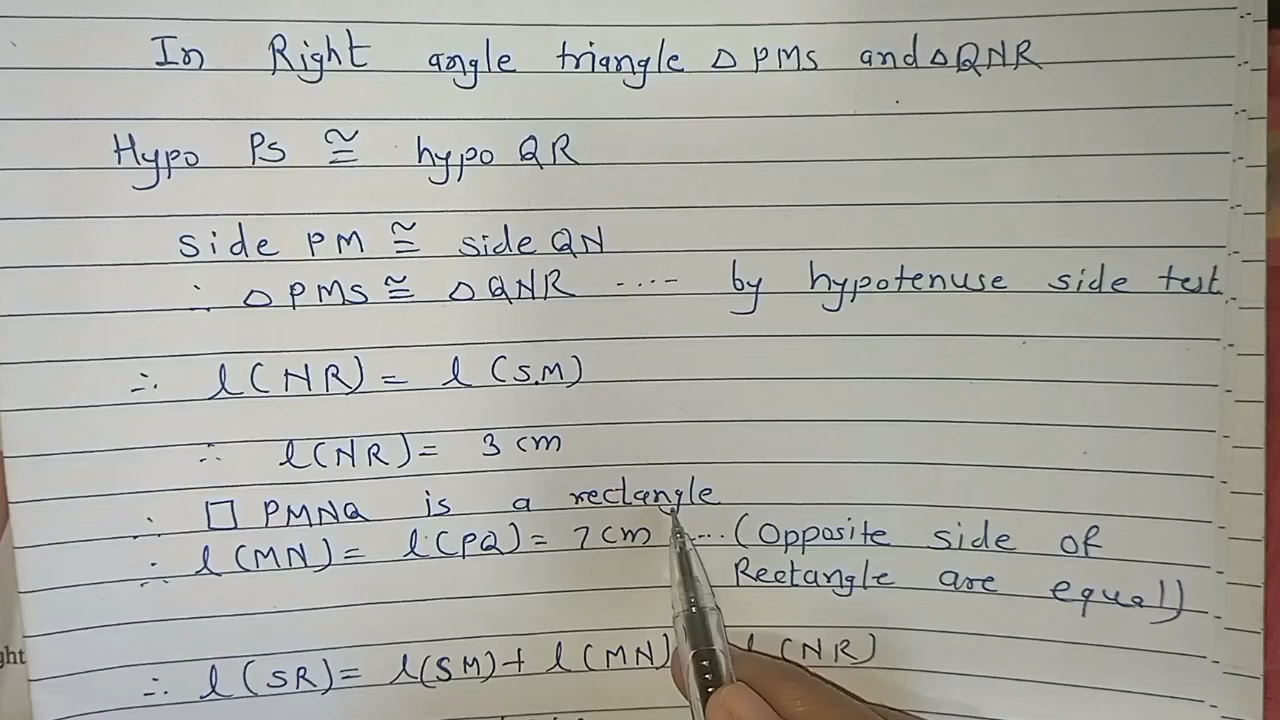 In Right angle triangle △ PMS and △ QNR
Hypo PS ≅ hypo QR
side PM ≅ side QN
∴ △ PMS ≅ △ QNR .... by hypotenuse side test
∴ l(NR) = l(SM)
∴ l(NR) = 3 cm
∴ □ PMNQ is a rectangle
∴ l(MN) = l(PQ) = 7 cm ... (Opposite side of
Rectangle are equal)
∴ l(SR) = l(SM) + l(MN) l(NR)
ght